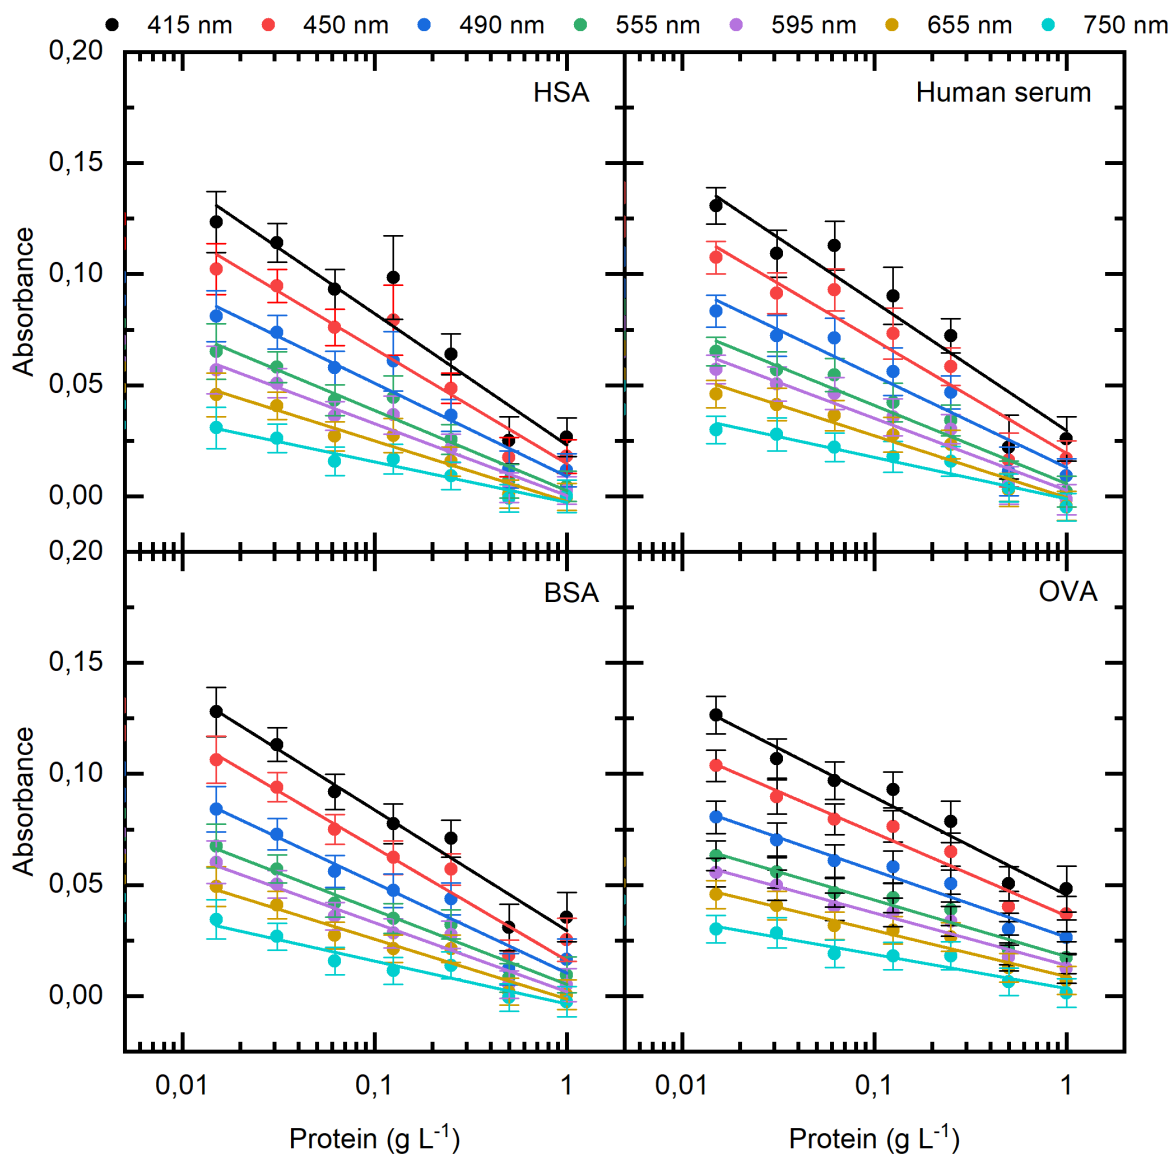 415 nm 450 nm 490 nm 555 nm 595 nm 655 nm 750 nm
0,20
HSA Human serum
0,15
0,10
0,05
0,00
Absorbance
0,20
BSA OVA
0,15
0,10
0,05
0,00
Absorbance
0,01 0,1 1 0,01 0,1 1
Protein (g L⁻¹) Protein (g L⁻¹)